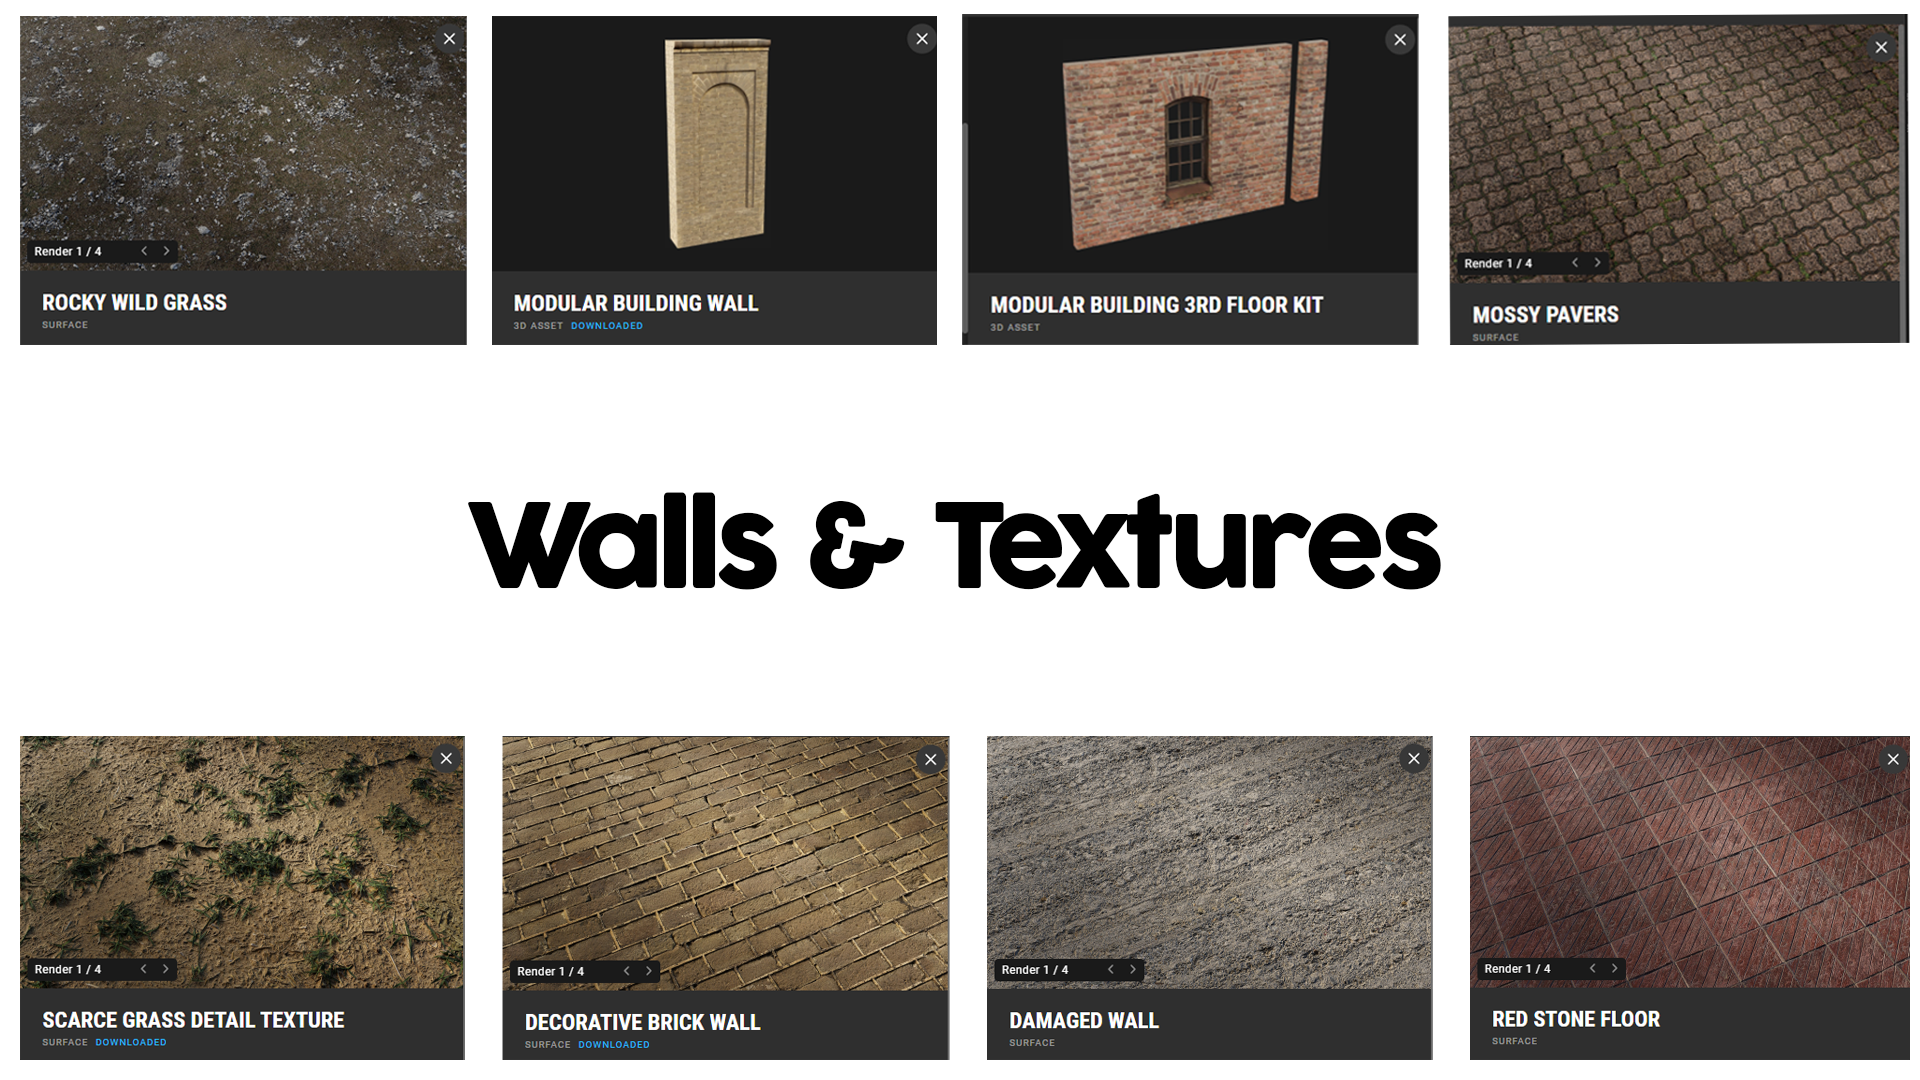 Render 1 / 4
ROCKY WILD GRASS
SURFACE
MODULAR BUILDING WALL
3D ASSET DOWNLOADED
MODULAR BUILDING 3RD FLOOR KIT
3D ASSET
Render 1 / 4
MOSSY PAVERS
SURFACE
Walls & Textures
Render 1 / 4
SCARCE GRASS DETAIL TEXTURE
SURFACE DOWNLOADED
Render 1 / 4
DECORATIVE BRICK WALL
SURFACE DOWNLOADED
Render 1 / 4
DAMAGED WALL
SURFACE
Render 1 / 4
RED STONE FLOOR
SURFACE